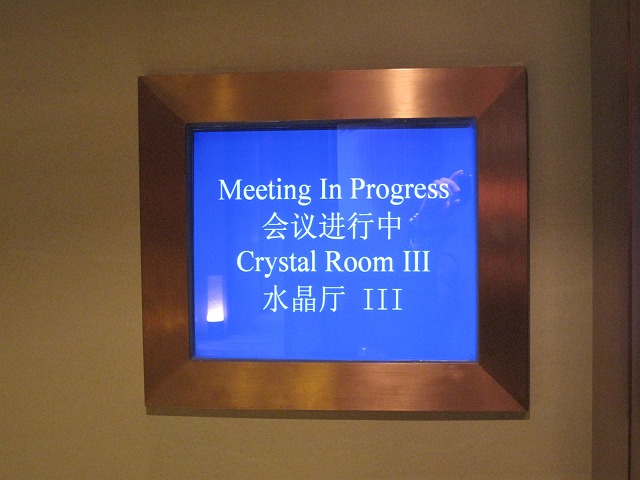 Meeting In Progress
会议进行中
Crystal Room III
水晶厅 III